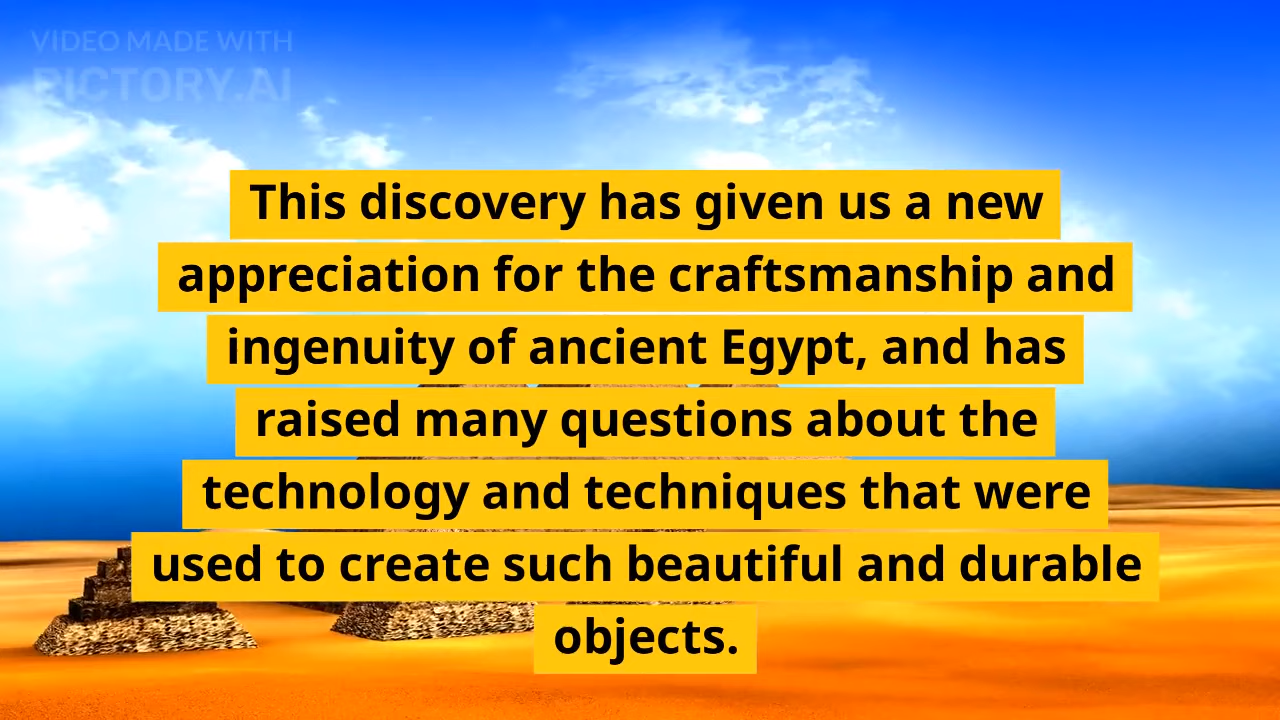 VIDEO MADE WITH
PICTORY.AI
This discovery has given us a new
appreciation for the craftsmanship and
ingenuity of ancient Egypt, and has
raised many questions about the
technology and techniques that were
used to create such beautiful and durable
objects.